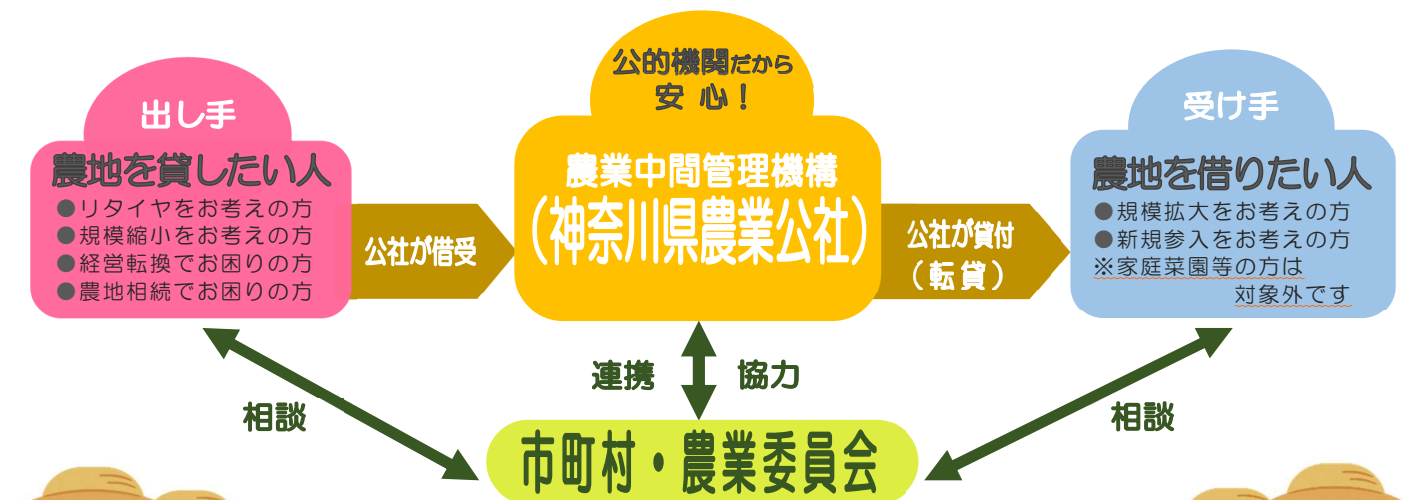 出し手
農地を貸したい人
●リタイヤをお考えの方
●規模縮小をお考えの方
●経営転換でお困りの方
●農地相続でお困りの方
公社が借受
公的機関だから
安 心！
農業中間管理機構
（神奈川県農業公社）
公社が貸付
（転貸）
受け手
農地を借りたい人
●規模拡大をお考えの方
●新規参入をお考えの方
※家庭菜園等の方は
対象外です
相談
連携 協力
相談
市町村・農業委員会